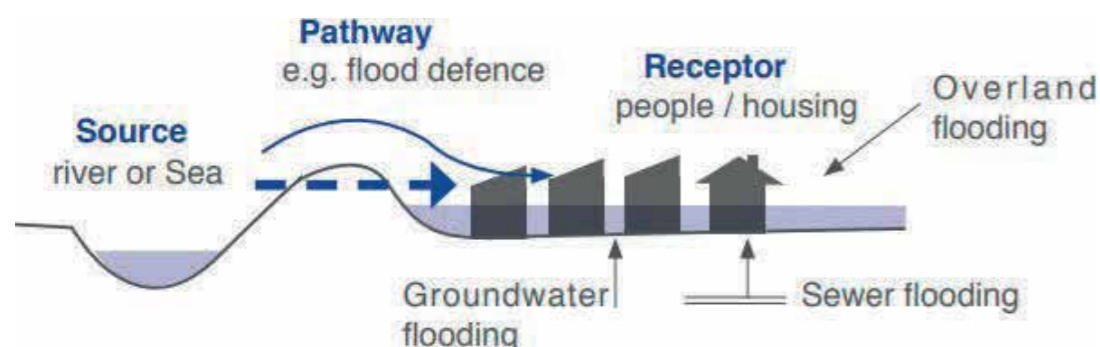 Pathway
e.g. flood defence
Receptor
people / housing
Overland
flooding
Source
river or Sea
Groundwater
flooding
Sewer flooding